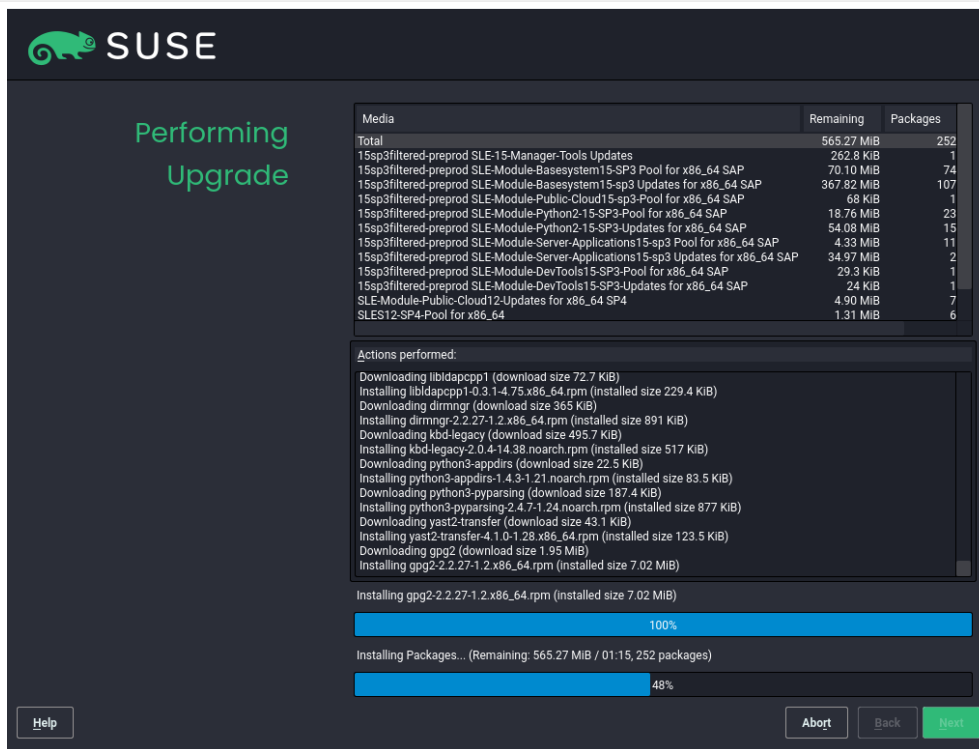 SUSE
Performing
Upgrade
Media Remaining Packages
Total 565.27 MiB 252
15sp3filtered-preprod SLE-15-Manager-Tools Updates 262.8 KiB 1
15sp3filtered-preprod SLE-Module-Basesystem15-SP3 Pool for x86_64 SAP 70.10 MiB 74
15sp3filtered-preprod SLE-Module-Basesystem15-sp3 Updates for x86_64 SAP 367.82 MiB 107
15sp3filtered-preprod SLE-Module-Public-Cloud15-sp3-Pool for x86_64 SAP 68 KiB 1
15sp3filtered-preprod SLE-Module-Python2-15-SP3-Pool for x86_64 SAP 18.76 MiB 23
15sp3filtered-preprod SLE-Module-Python2-15-SP3-Updates for x86_64 SAP 54.08 MiB 15
15sp3filtered-preprod SLE-Module-Server-Applications15-sp3 Pool for x86_64 SAP 4.33 MiB 11
15sp3filtered-preprod SLE-Module-Server-Applications15-sp3 Updates for x86_64 SAP 34.97 MiB 2
15sp3filtered-preprod SLE-Module-DevTools15-SP3-Pool for x86_64 SAP 29.3 KiB 1
15sp3filtered-preprod SLE-Module-DevTools15-SP3-Updates for x86_64 SAP 24 KiB 1
SLE-Module-Public-Cloud12-Updates for x86_64 SP4 4.90 MiB 7
SLES12-SP4-Pool for x86_64 1.31 MiB 6
Actions performed:
Downloading libldapcpp1 (download size 72.7 KiB)
Installing libldapcpp1-0.3.1-4.75.x86_64.rpm (installed size 229.4 KiB)
Downloading dirmngr (download size 365 KiB)
Installing dirmngr-2.2.27-1.2.x86_64.rpm (installed size 891 KiB)
Downloading kbd-legacy (download size 495.7 KiB)
Installing kbd-legacy-2.0.4-14.38.noarch.rpm (installed size 517 KiB)
Downloading python3-appdirs (download size 22.5 KiB)
Installing python3-appdirs-1.4.3-1.21.noarch.rpm (installed size 83.5 KiB)
Downloading python3-pyparsing (download size 187.4 KiB)
Installing python3-pyparsing-2.4.7-1.24.noarch.rpm (installed size 877 KiB)
Downloading yast2-transfer (download size 43.1 KiB)
Installing yast2-transfer-4.1.0-1.28.x86_64.rpm (installed size 123.5 KiB)
Downloading gpg2 (download size 1.95 MiB)
Installing gpg2-2.2.27-1.2.x86_64.rpm (installed size 7.02 MiB)
Installing gpg2-2.2.27-1.2.x86_64.rpm (installed size 7.02 MiB)
100%
Installing Packages... (Remaining: 565.27 MiB / 01:15, 252 packages)
48%
Help Abort Back Next